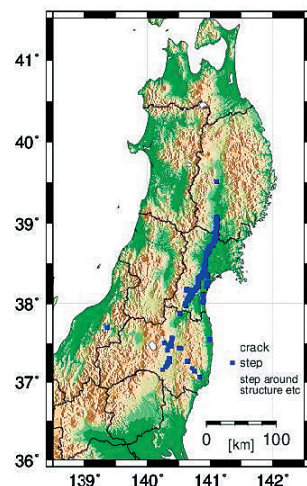 41°
40°
39°
38°
37°
36°
crack
step
step around
structure etc
0 100
[km]
139° 140° 141° 142°